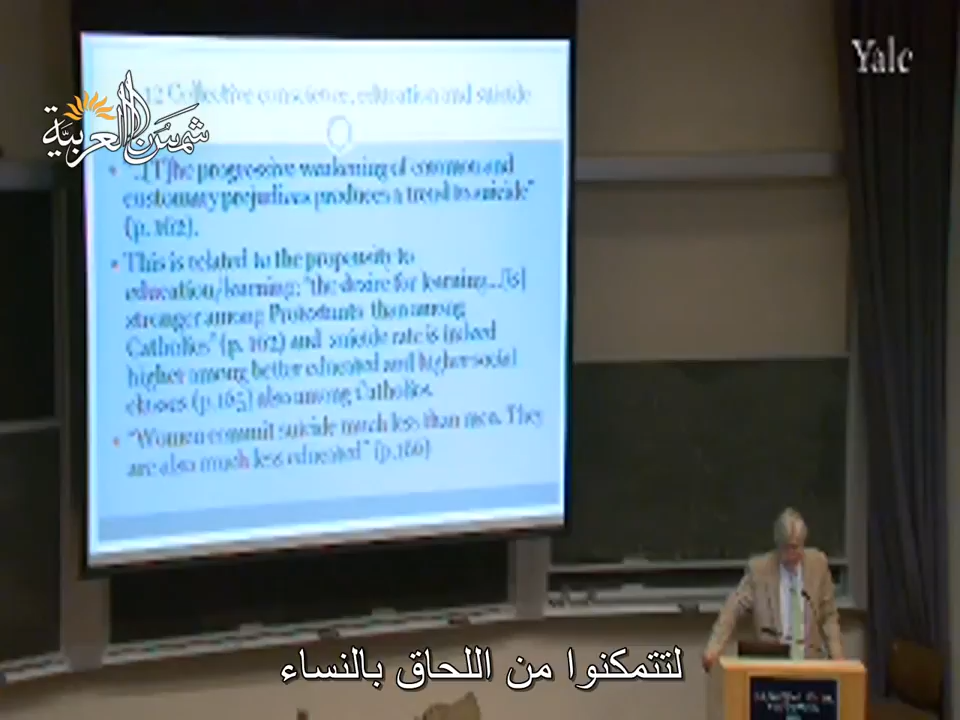 Yale
شمس العربية
12 Collective conscience, education and suicide
"..[T]he progressive weakening of common and
customary prejudices produces a trend to suicide"
(p. 162).
This is related to the propensity to
education/learning: "the desire for learning...[is]
stronger among Protestants than among
Catholics" (p. 162) and suicide rate is indeed
higher among better educated and higher social
classes (p.165) also among Catholics.
"Women commit suicide much less than men. They
are also much less educated" (p.166)
لتتمكنوا من اللحاق بالنساء